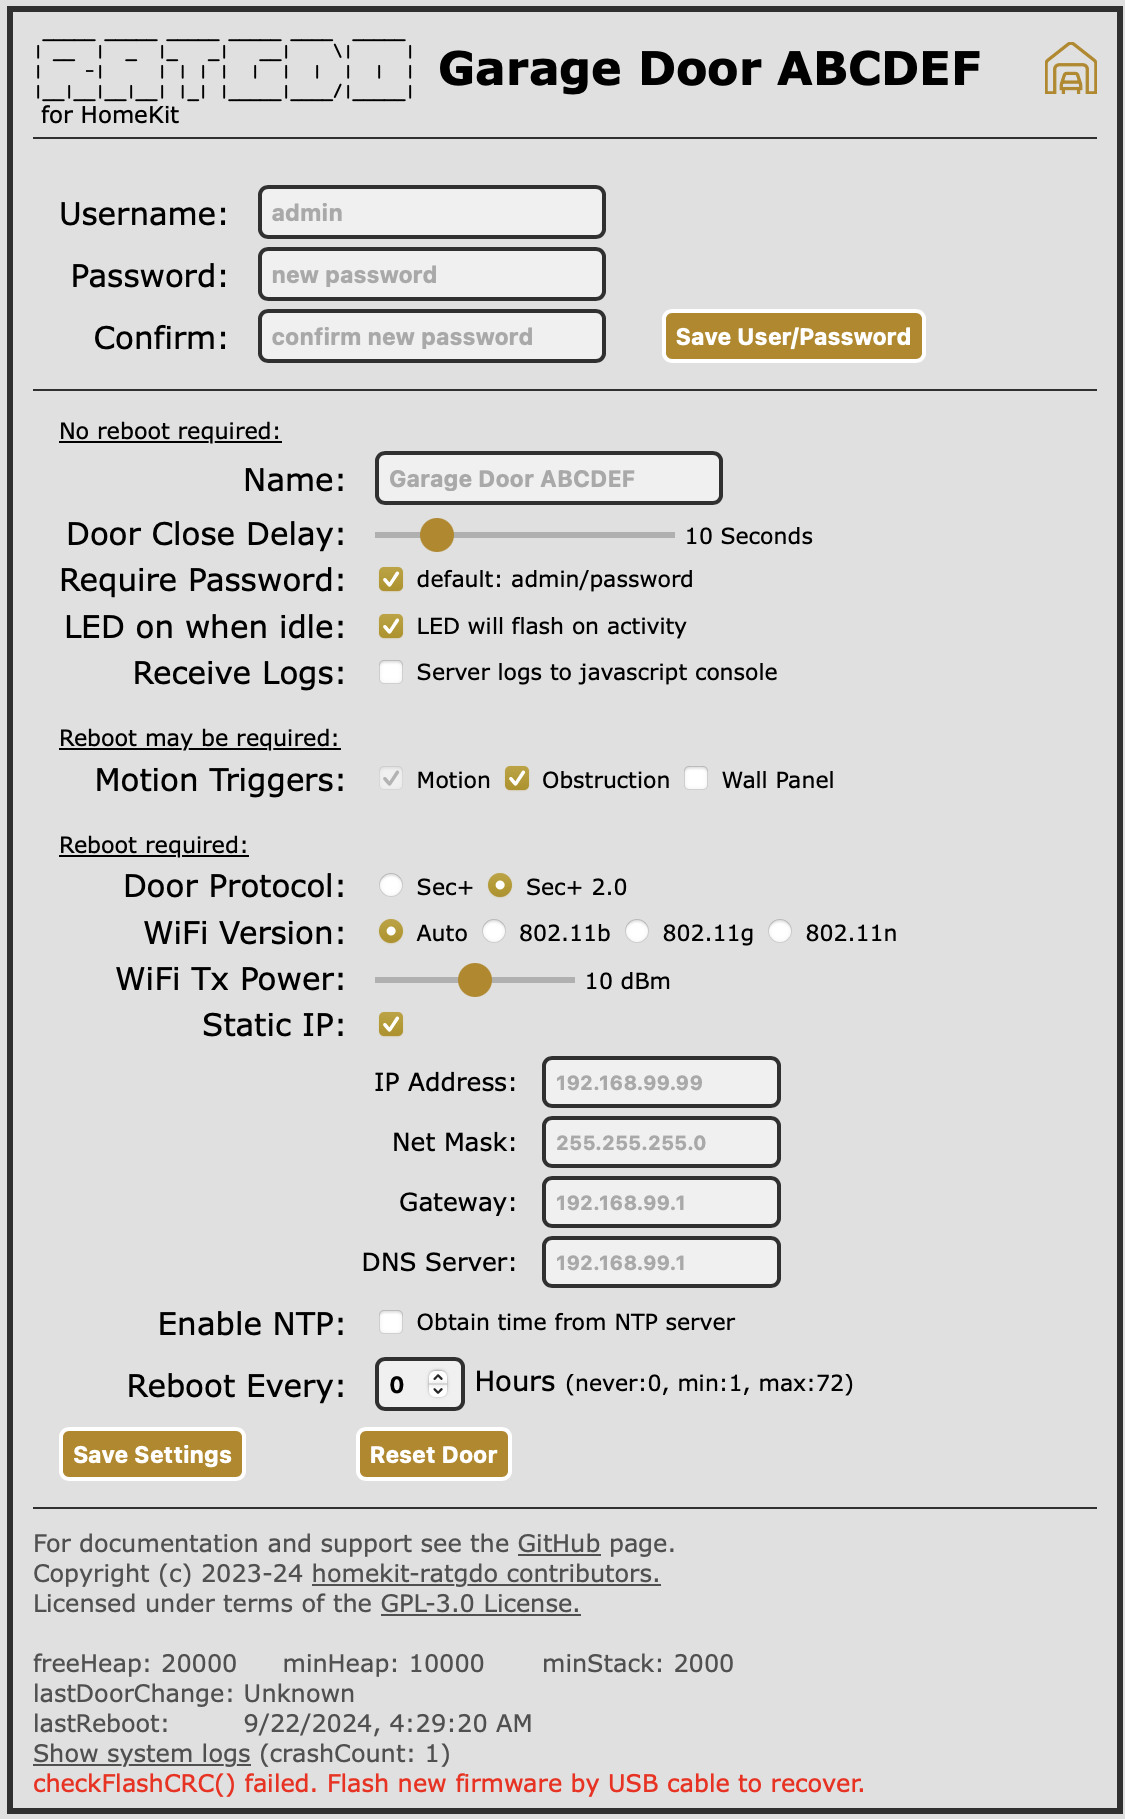 RATGDO
for HomeKit
Garage Door ABCDEF
Username: admin
Password: new password
Confirm: confirm new password
Save User/Password
No reboot required:
Name: Garage Door ABCDEF
Door Close Delay: 10 Seconds
Require Password: default: admin/password
LED on when idle: LED will flash on activity
Receive Logs: Server logs to javascript console
Reboot may be required:
Motion Triggers: Motion Obstruction Wall Panel
Reboot required:
Door Protocol: Sec+ Sec+ 2.0
WiFi Version: Auto 802.11b 802.11g 802.11n
WiFi Tx Power: 10 dBm
Static IP:
IP Address: 192.168.99.99
Net Mask: 255.255.255.0
Gateway: 192.168.99.1
DNS Server: 192.168.99.1
Enable NTP: Obtain time from NTP server
Reboot Every: 0 Hours (never:0, min:1, max:72)
Save Settings Reset Door
For documentation and support see the GitHub page.
Copyright (c) 2023-24 homekit-ratgdo contributors.
Licensed under terms of the GPL-3.0 License.
freeHeap: 20000 minHeap: 10000 minStack: 2000
lastDoorChange: Unknown
lastReboot: 9/22/2024, 4:29:20 AM
Show system logs (crashCount: 1)
checkFlashCRC() failed. Flash new firmware by USB cable to recover.